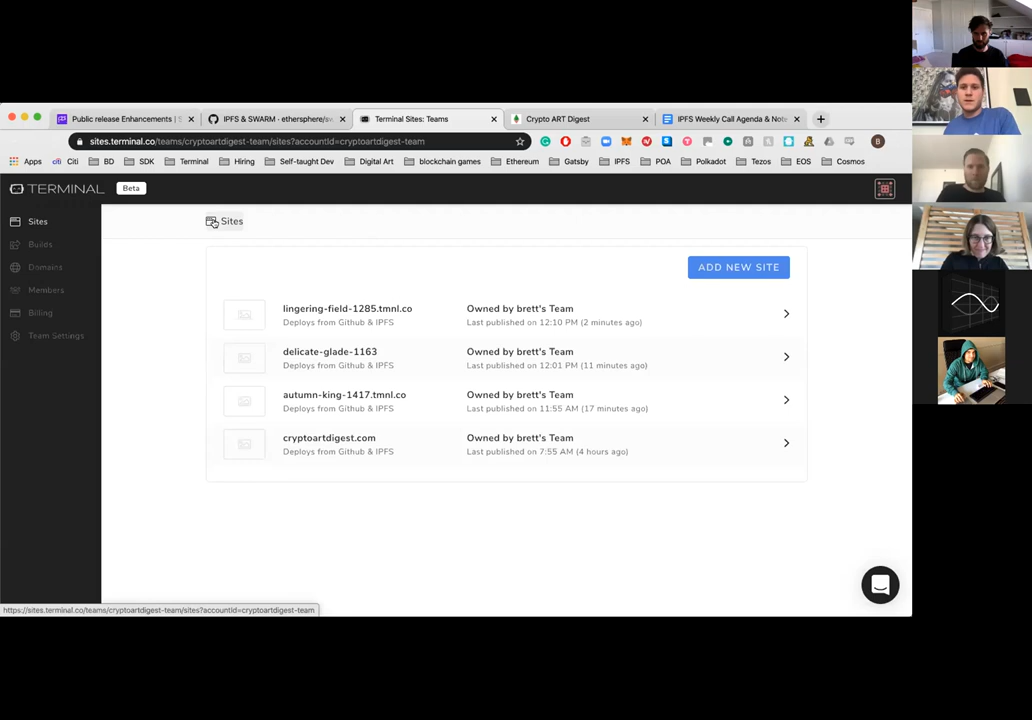 Public release Enhancements | S
IPFS & SWARM · ethersphere/sw
Terminal Sites: Teams
Crypto ART Digest
IPFS Weekly Call Agenda & Note
sites.terminal.co/teams/cryptoartdigest-team/sites?accountId=cryptoartdigest-team
Apps
Citi
BD
SDK
Terminal
Hiring
Self-taught Dev
Digital Art
blockchain games
Ethereum
Gatsby
IPFS
POA
Polkadot
Tezos
EOS
Cosmos
TERMINAL
Beta
Sites
Builds
Domains
Members
Billing
Team Settings
Sites
ADD NEW SITE
lingering-field-1285.tmnl.co
Deploys from Github & IPFS
Owned by brett's Team
Last published on 12:10 PM (2 minutes ago)
delicate-glade-1163
Deploys from Github & IPFS
Owned by brett's Team
Last published on 12:01 PM (11 minutes ago)
autumn-king-1417.tmnl.co
Deploys from Github & IPFS
Owned by brett's Team
Last published on 11:55 AM (17 minutes ago)
cryptoartdigest.com
Deploys from Github & IPFS
Owned by brett's Team
Last published on 7:55 AM (4 hours ago)
https://sites.terminal.co/teams/cryptoartdigest-team/sites?accountId=cryptoartdigest-team